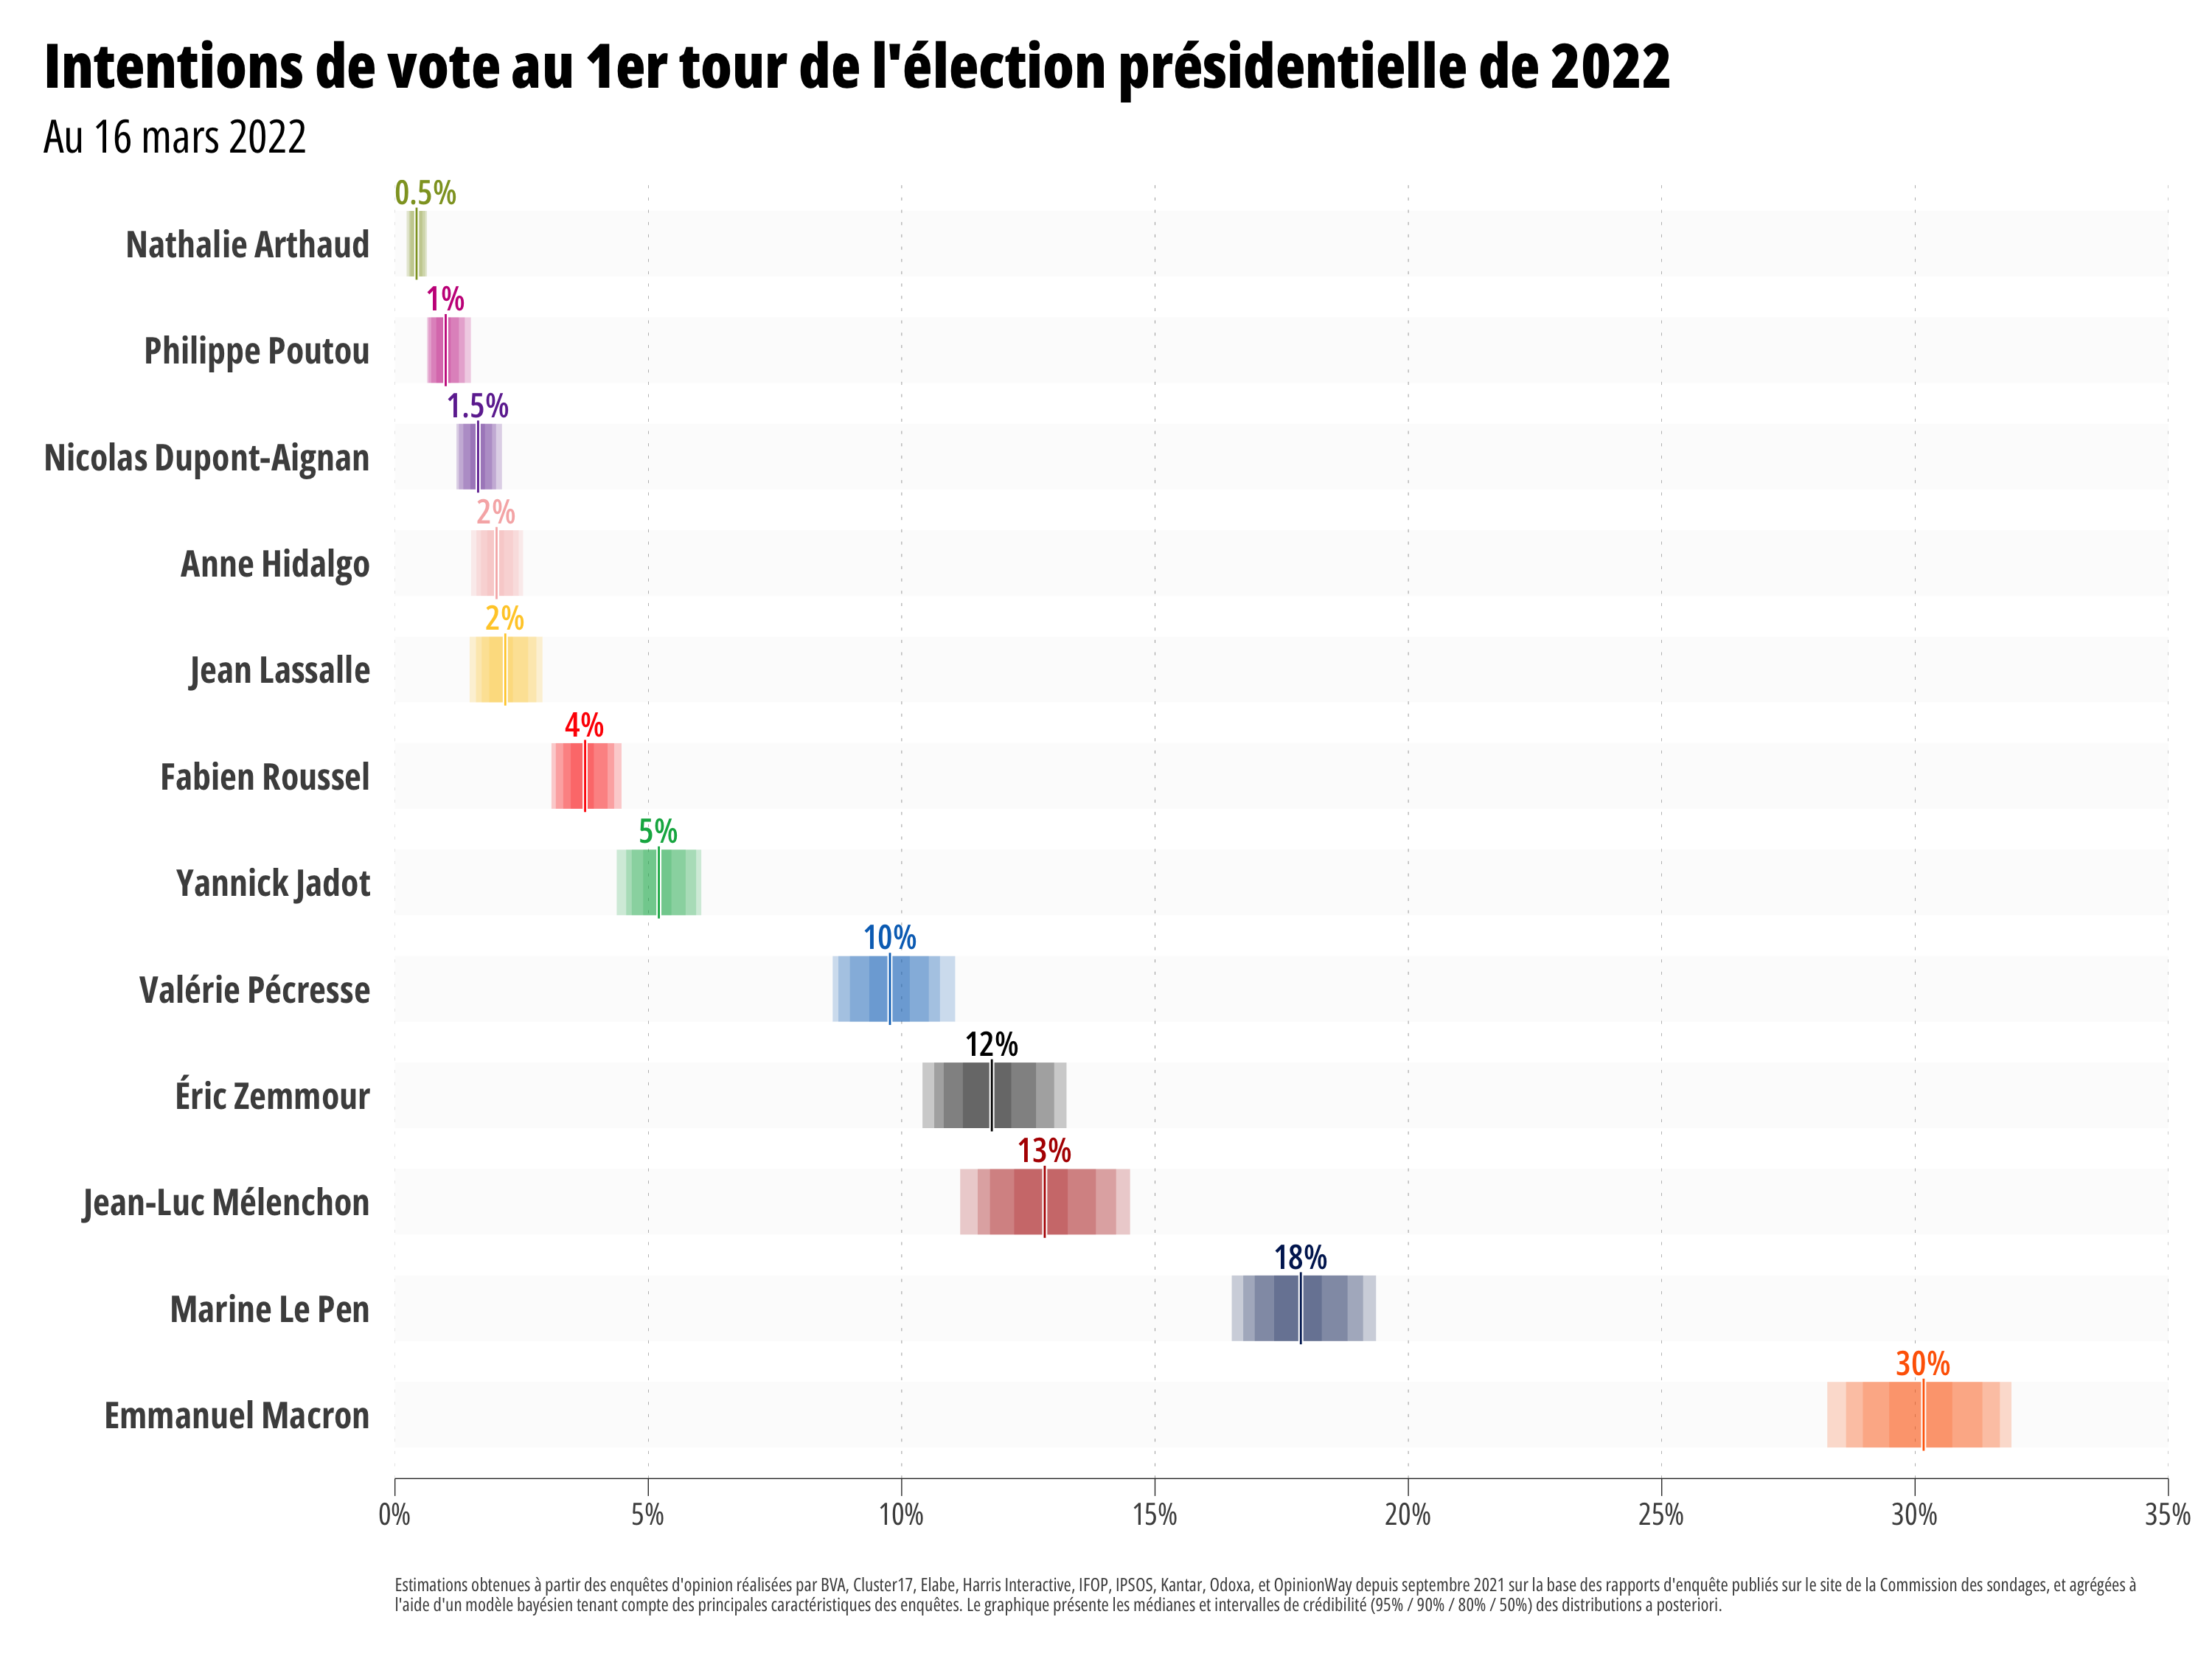 Intentions de vote au 1er tour de l'élection présidentielle de 2022
Au 16 mars 2022
0.5%
Nathalie Arthaud
1%
Philippe Poutou
1.5%
Nicolas Dupont-Aignan
2%
Anne Hidalgo
2%
Jean Lassalle
4%
Fabien Roussel
5%
Yannick Jadot
10%
Valérie Pécresse
12%
Éric Zemmour
13%
Jean-Luc Mélenchon
18%
Marine Le Pen
30%
Emmanuel Macron
0% 5% 10% 15% 20% 25% 30% 35%
Estimations obtenues à partir des enquêtes d'opinion réalisées par BVA, Cluster17, Elabe, Harris Interactive, IFOP, IPSOS, Kantar, Odoxa, et OpinionWay depuis septembre 2021 sur la base des rapports d'enquête publiés sur le site de la Commission des sondages, et agrégées à
l'aide d'un modèle bayésien tenant compte des principales caractéristiques des enquêtes. Le graphique présente les médianes et intervalles de crédibilité (95% / 90% / 80% / 50%) des distributions a posteriori.